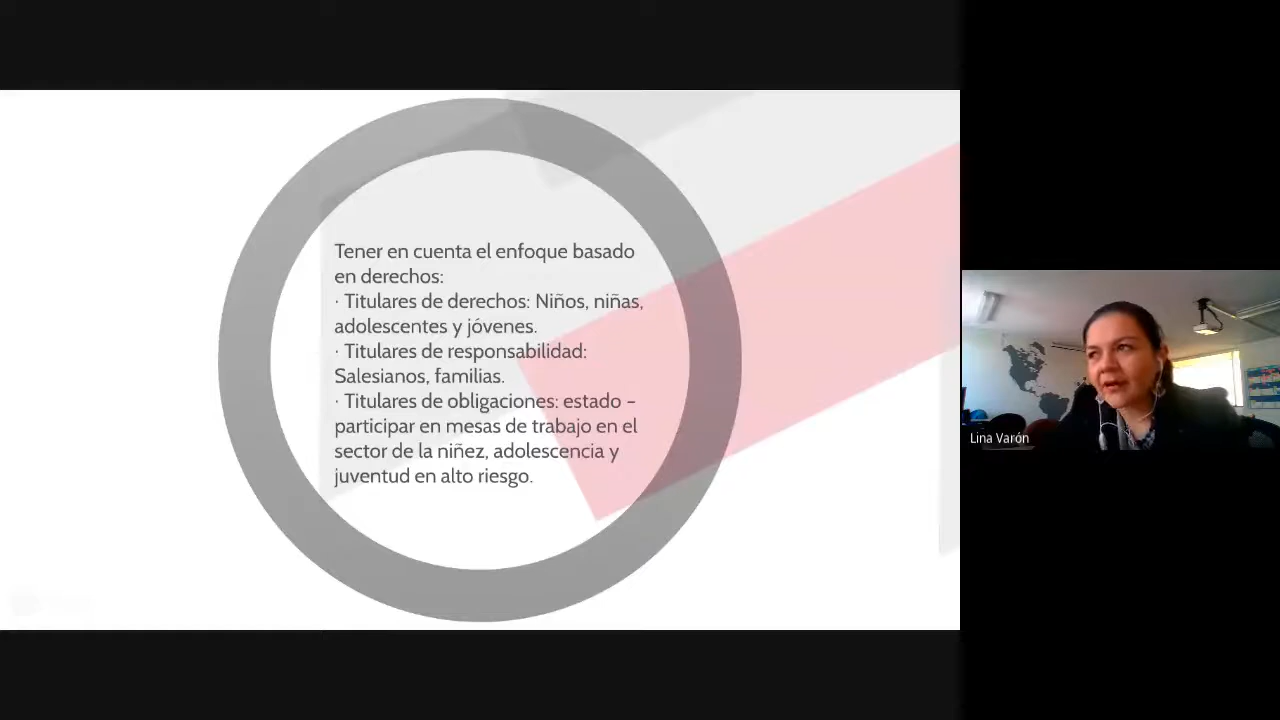 Tener en cuenta el enfoque basado
en derechos:
· Titulares de derechos: Niños, niñas,
adolescentes y jóvenes.
· Titulares de responsabilidad:
Salesianos, familias.
· Titulares de obligaciones: estado –
participar en mesas de trabajo en el
sector de la niñez, adolescencia y
juventud en alto riesgo.
Lina Varón